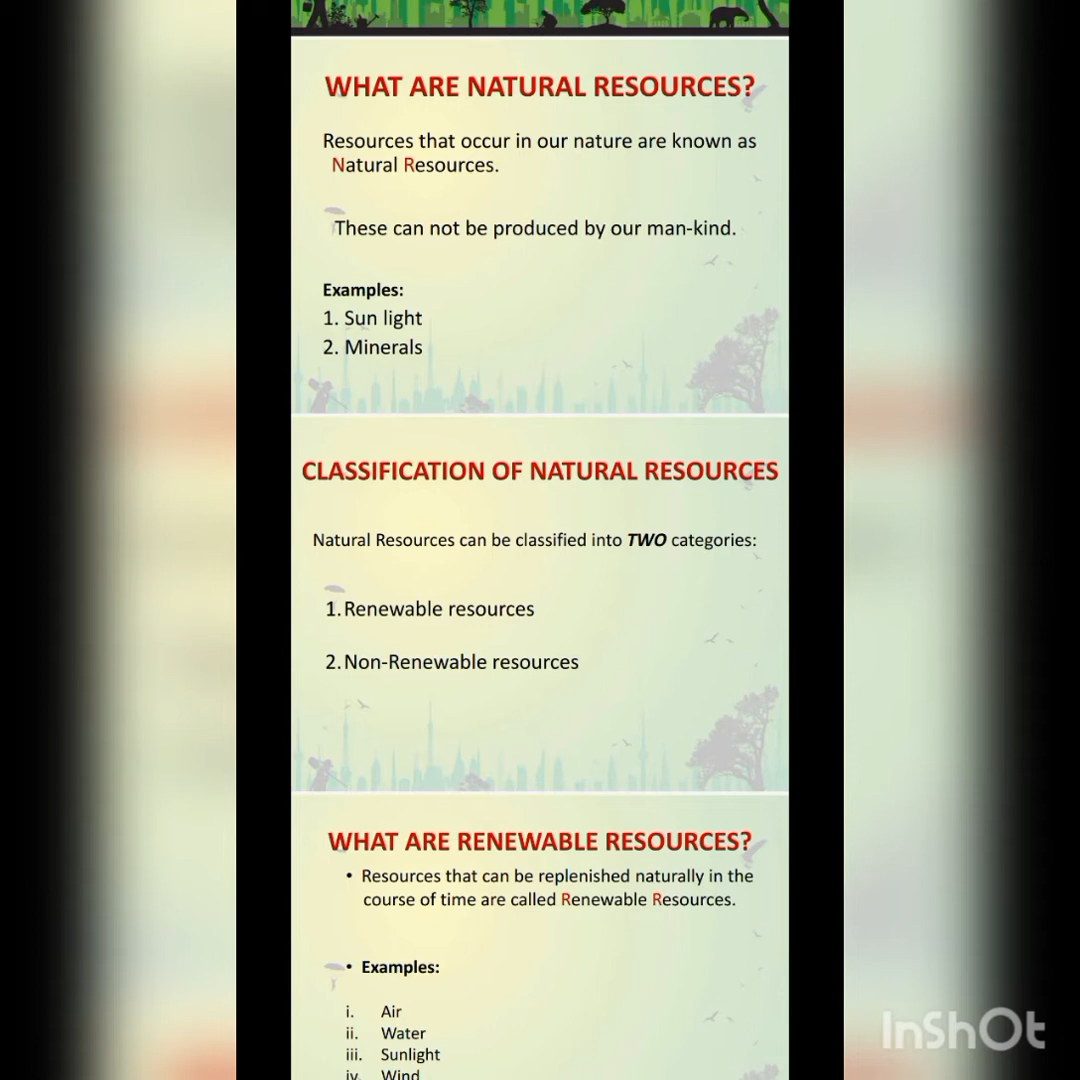 WHAT ARE NATURAL RESOURCES?
Resources that occur in our nature are known as
Natural Resources.
These can not be produced by our man-kind.
Examples:
1. Sun light
2. Minerals
CLASSIFICATION OF NATURAL RESOURCES
Natural Resources can be classified into TWO categories:
1. Renewable resources
2. Non-Renewable resources
WHAT ARE RENEWABLE RESOURCES?
• Resources that can be replenished naturally in the
course of time are called Renewable Resources.
• Examples:
i. Air
ii. Water
iii. Sunlight
iv. Wind
InShOt